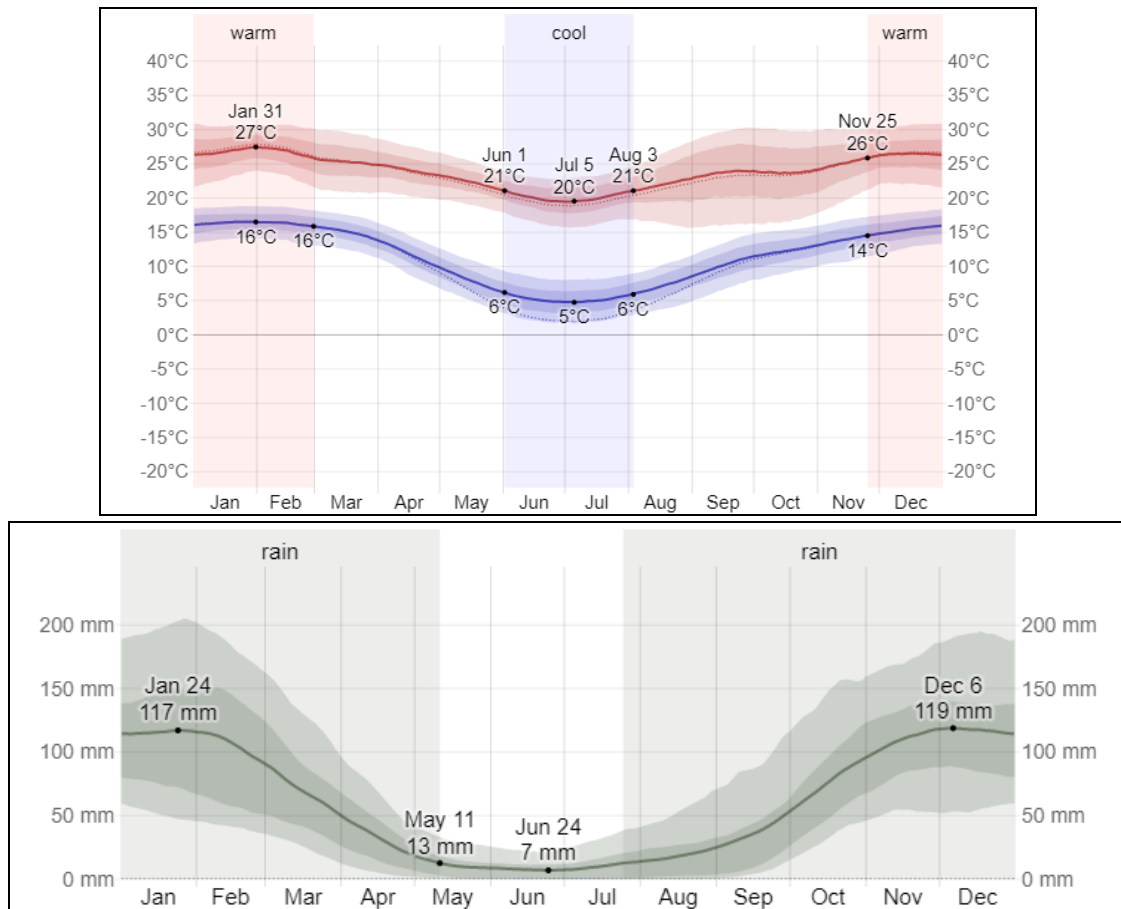 warm cool warm
40°C 40°C
35°C 35°C
30°C 30°C
25°C 25°C
20°C 20°C
15°C 15°C
10°C 10°C
5°C 5°C
0°C 0°C
-5°C -5°C
-10°C -10°C
-15°C -15°C
-20°C -20°C
Jan 31
27°C
Jun 1
21°C
Jul 5
20°C
Aug 3
21°C
Nov 25
26°C
16°C
16°C
6°C
5°C
6°C
14°C
Jan Feb Mar Apr May Jun Jul Aug Sep Oct Nov Dec
rain rain
200 mm 200 mm
150 mm 150 mm
100 mm 100 mm
50 mm 50 mm
0 mm 0 mm
Jan 24
117 mm
May 11
13 mm
Jun 24
7 mm
Dec 6
119 mm
Jan Feb Mar Apr May Jun Jul Aug Sep Oct Nov Dec